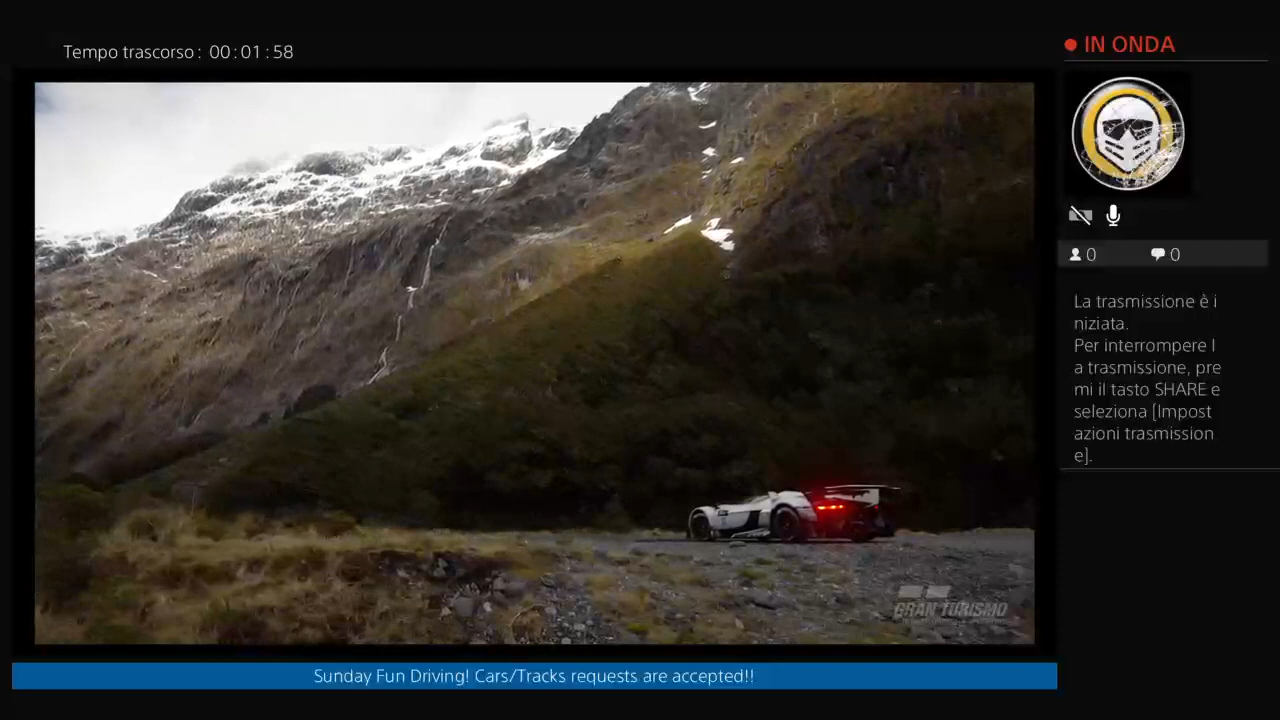 Tempo trascorso: 00:01:58
IN ONDA
0 0
La trasmissione è i
niziata.
Per interrompere l
a trasmissione, pre
mi il tasto SHARE e
seleziona [Impost
azioni trasmission
e].
GRAN TURISMO
Sunday Fun Driving! Cars/Tracks requests are accepted!!